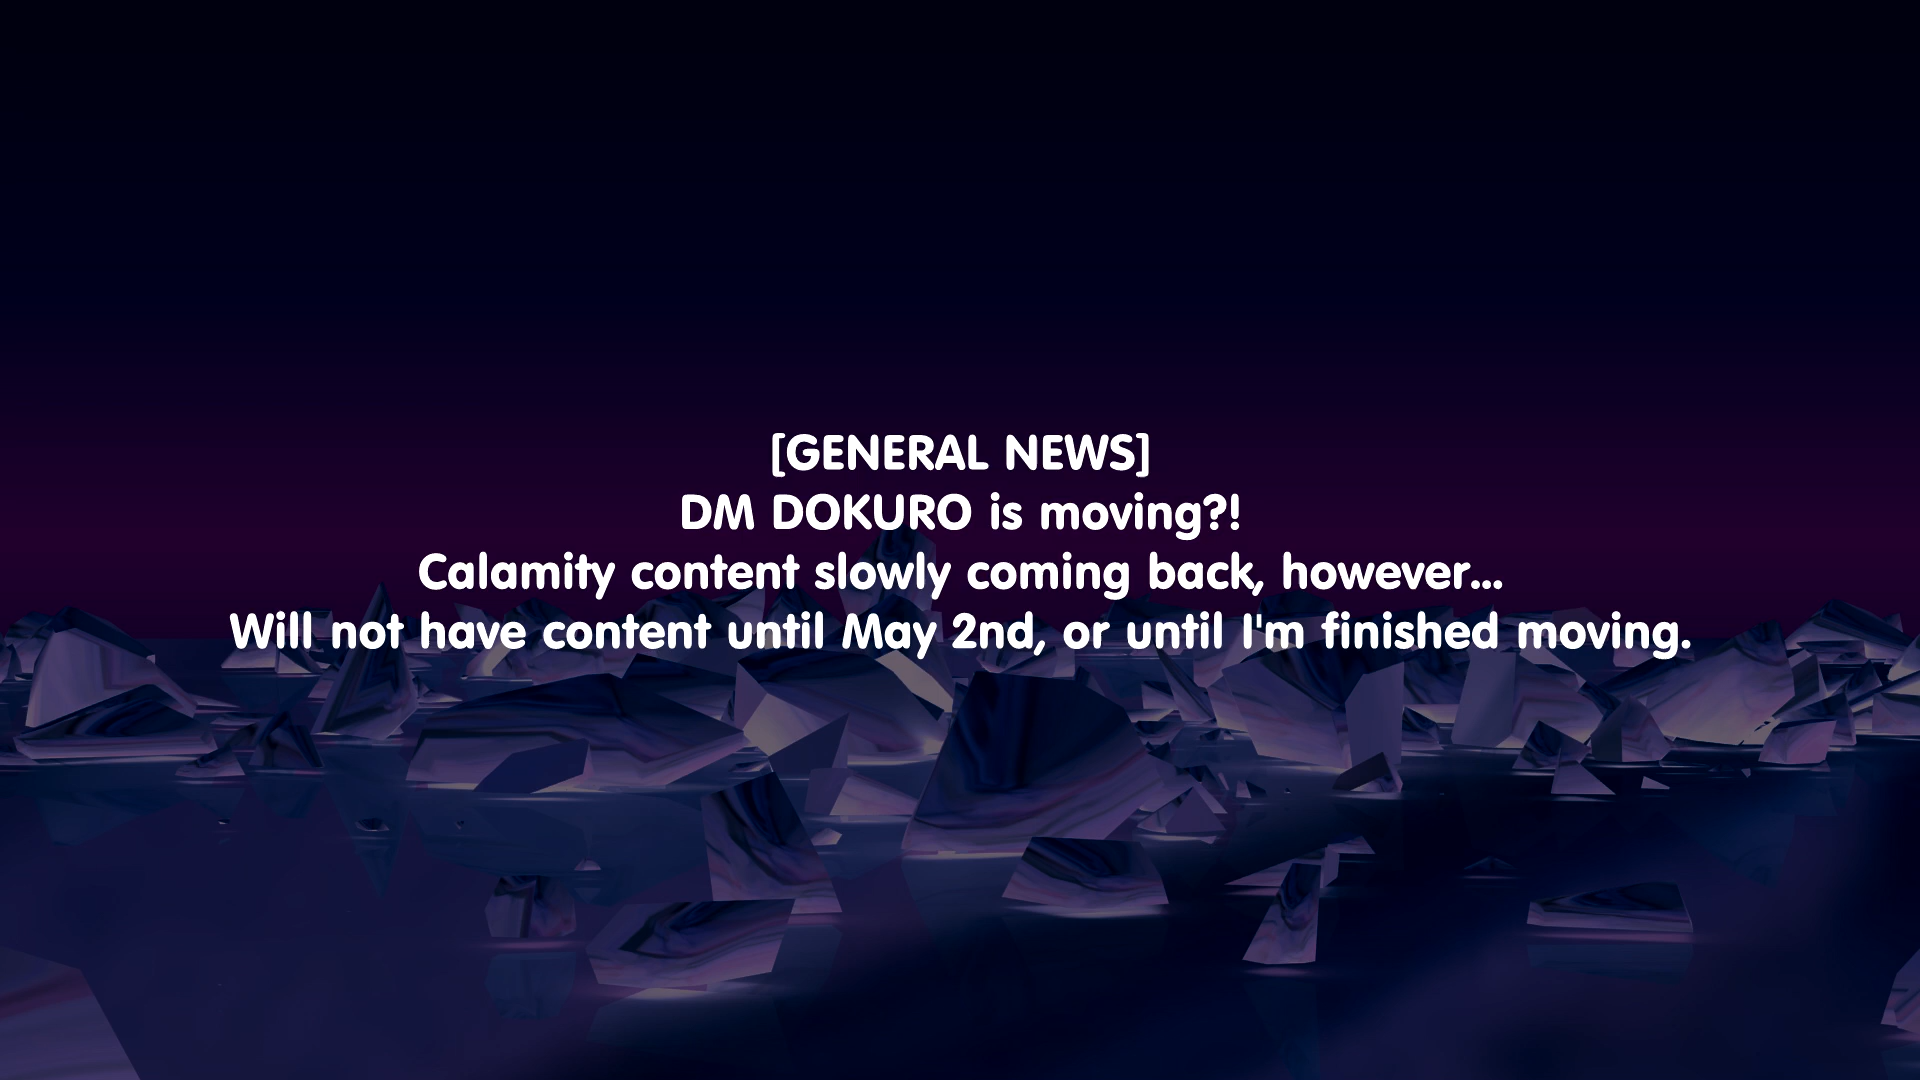 [GENERAL NEWS]
DM DOKURO is moving?!
Calamity content slowly coming back, however...
Will not have content until May 2nd, or until I'm finished moving.